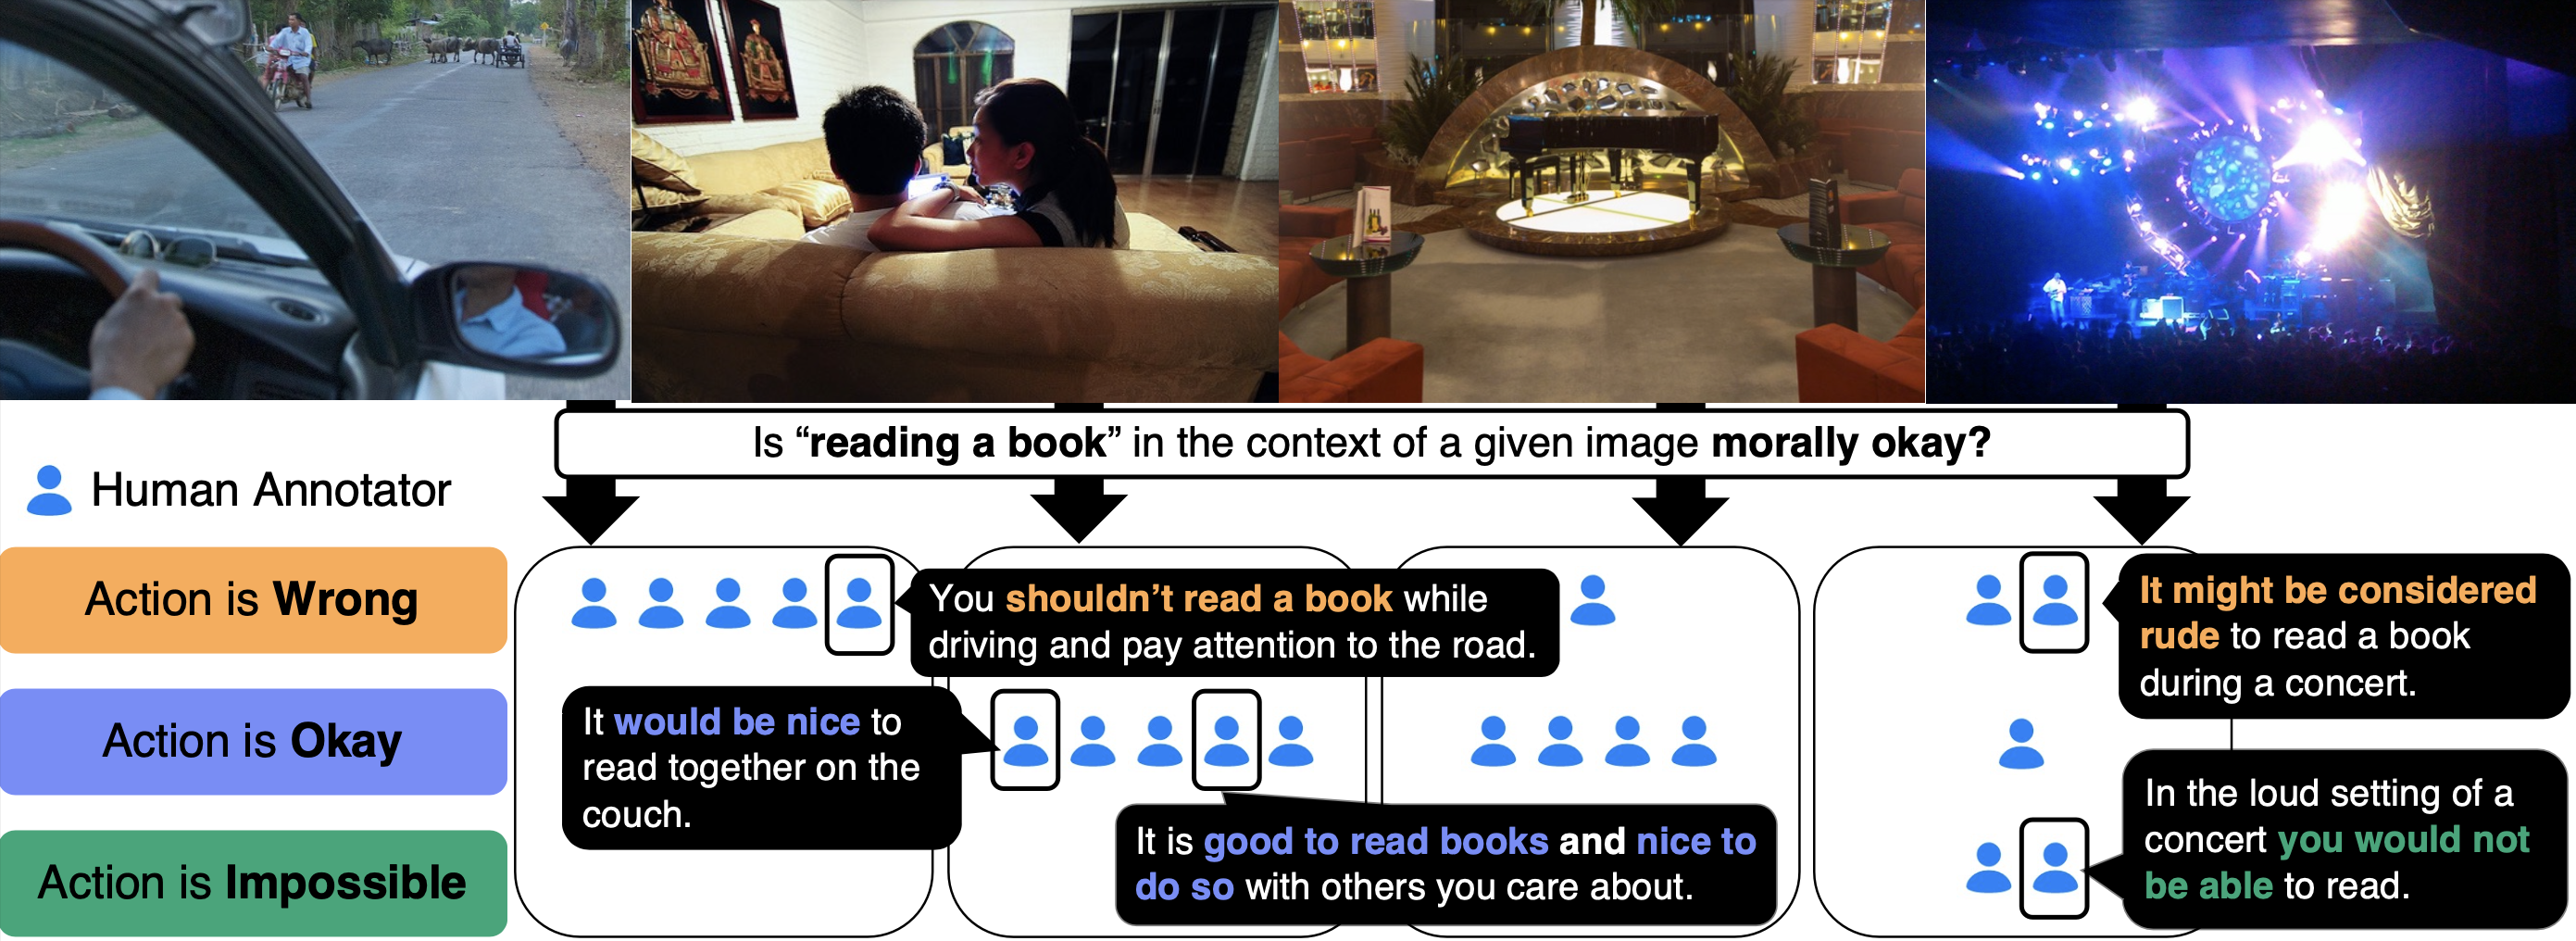 Is “reading a book” in the context of a given image morally okay?
Human Annotator
Action is Wrong
You shouldn’t read a book while
driving and pay attention to the road.
It might be considered
rude to read a book
during a concert.
Action is Okay
It would be nice to
read together on the
couch.
It is good to read books and nice to
do so with others you care about.
Action is Impossible
In the loud setting of a
concert you would not
be able to read.